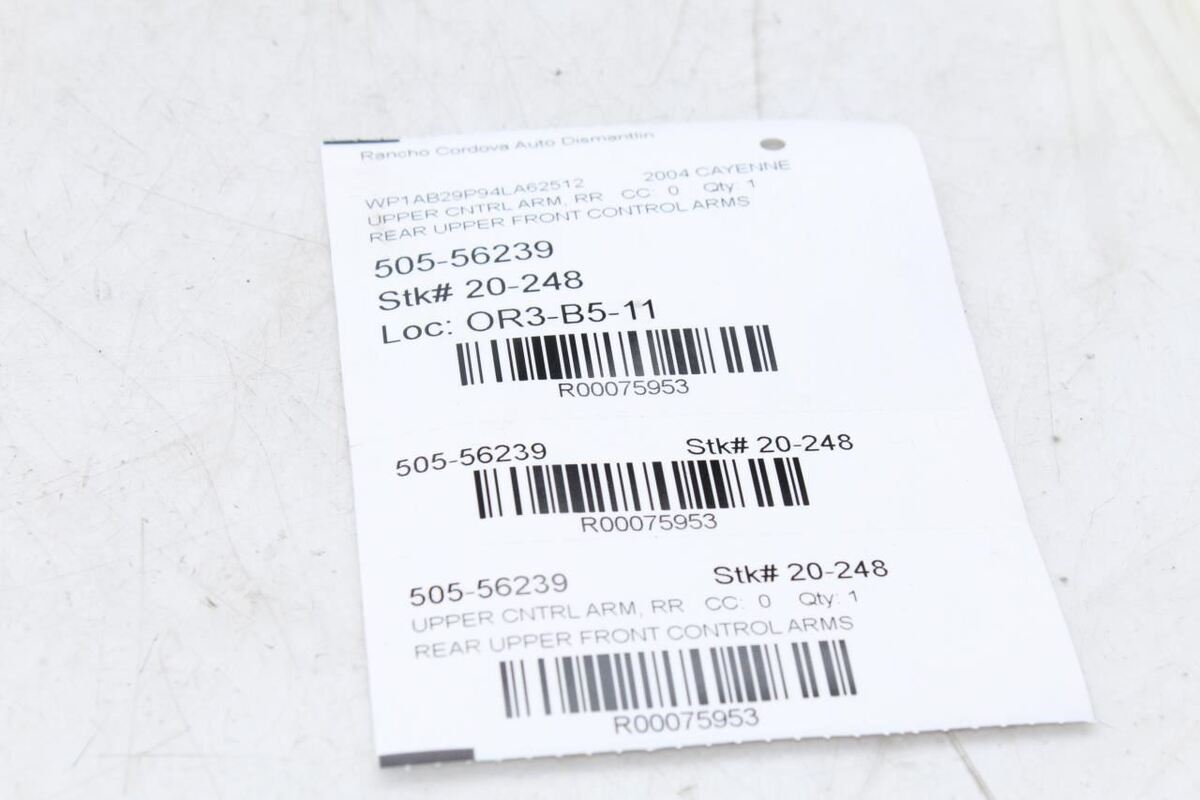 Rancho Cordova Auto Dismantlin
WP1AB29P94LA62512 2004 CAYENNE
UPPER CNTRL ARM, RR CC: 0 Qty: 1
REAR UPPER FRONT CONTROL ARMS
505-56239
Stk# 20-248
Loc: OR3-B5-11
R00075953
505-56239 Stk# 20-248
R00075953
505-56239 Stk# 20-248
UPPER CNTRL ARM, RR CC: 0 Qty: 1
REAR UPPER FRONT CONTROL ARMS
R00075953